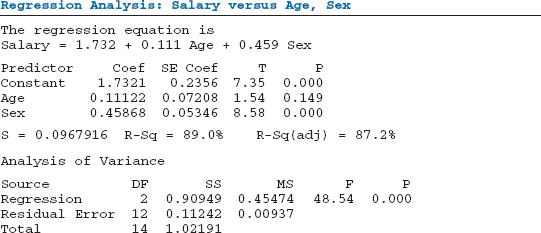 Regression Analysis: Salary versus Age, Sex
The regression equation is
Salary = 1.732 + 0.111 Age + 0.459 Sex
Predictor Coef SE Coef T P
Constant 1.7321 0.2356 7.35 0.000
Age 0.11122 0.07208 1.54 0.149
Sex 0.45868 0.05346 8.58 0.000
S = 0.0967916 R-Sq = 89.0% R-Sq(adj) = 87.2%
Analysis of Variance
Source DF SS MS F P
Regression 2 0.90949 0.45474 48.54 0.000
Residual Error 12 0.11242 0.00937
Total 14 1.02191